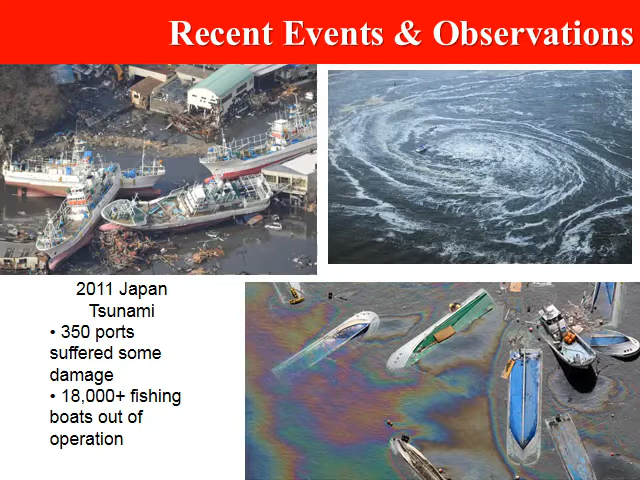 Recent Events & Observations
2011 Japan
Tsunami
• 350 ports
suffered some
damage
• 18,000+ fishing
boats out of
operation